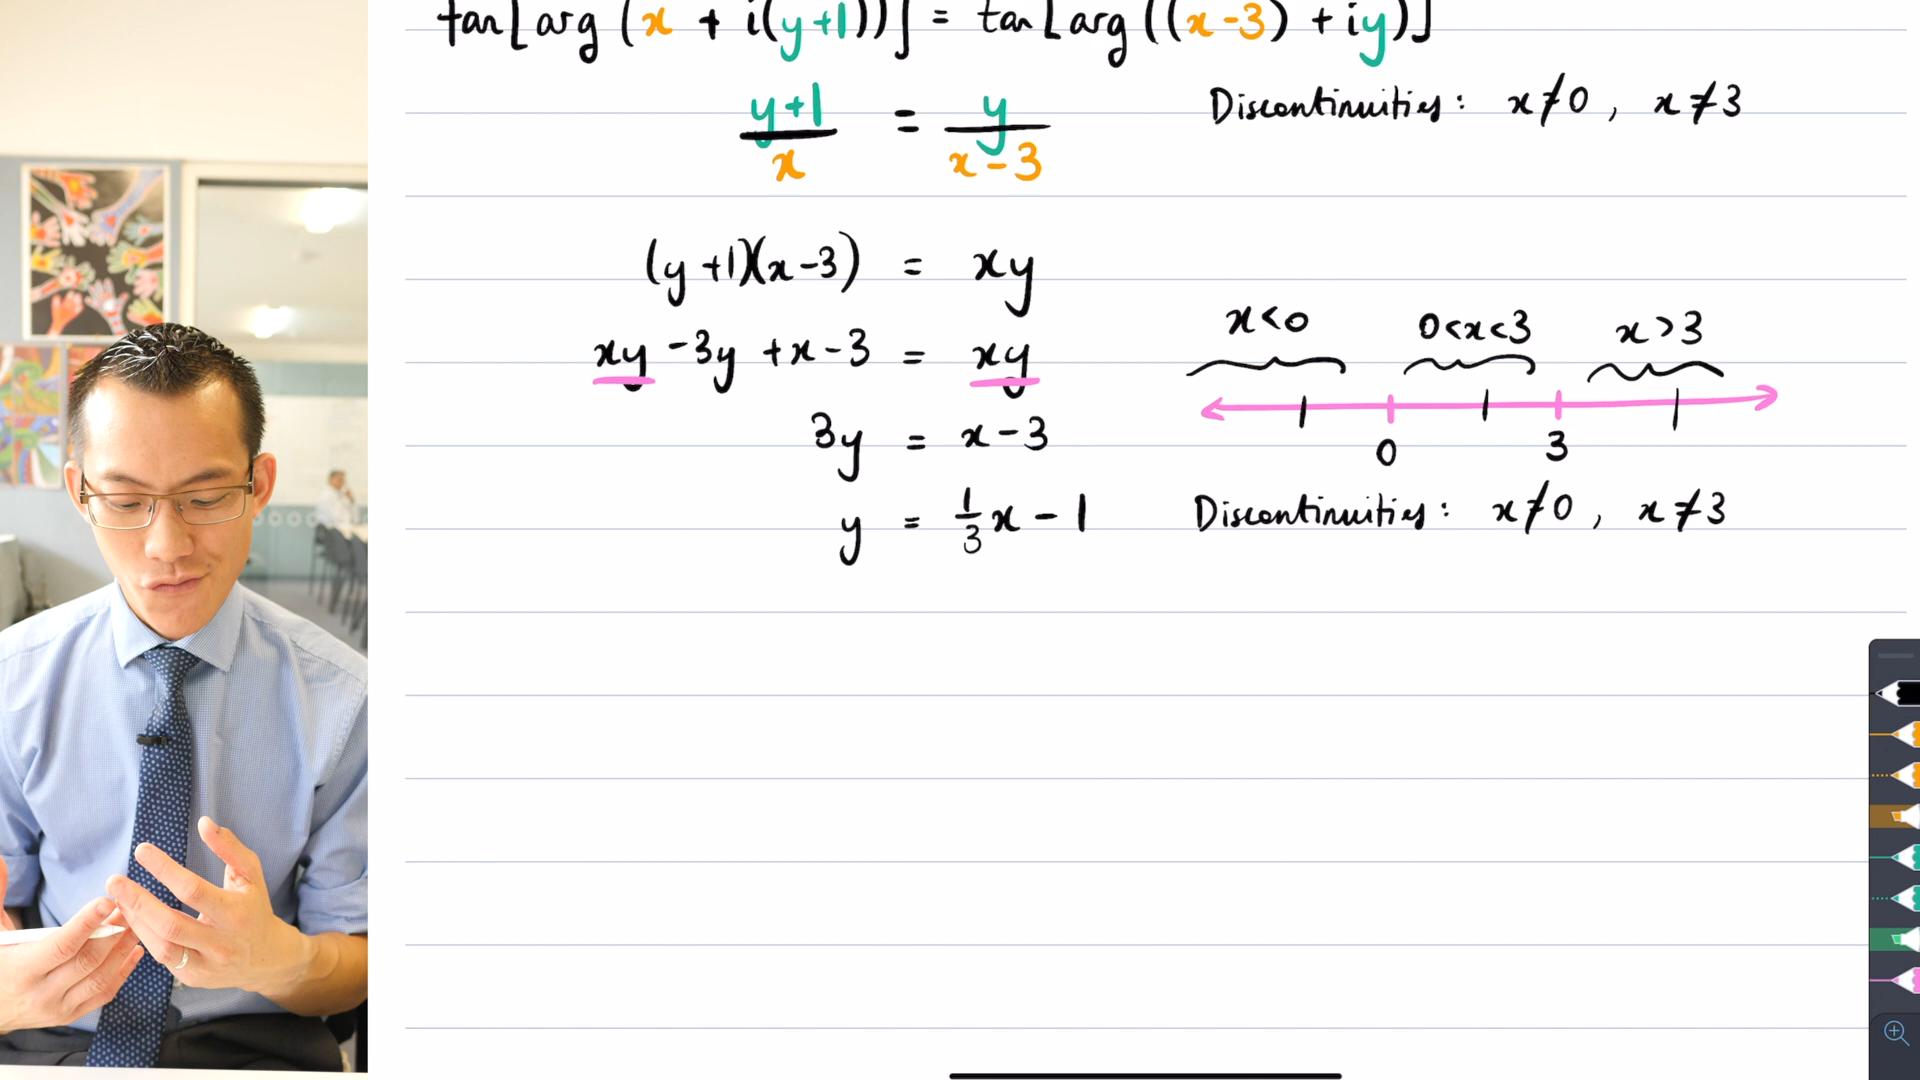 tan[arg(x + i(y+1))] = tan[arg((x-3) + iy)]
y+1/x = y/x-3
Discontinuities: x≠0, x≠3
(y+1)(x-3) = xy
xy -3y +x-3 = xy
x<0 0<x<3 x>3
3y = x-3
0 3
y = 1/3x - 1
Discontinuities: x≠0, x≠3